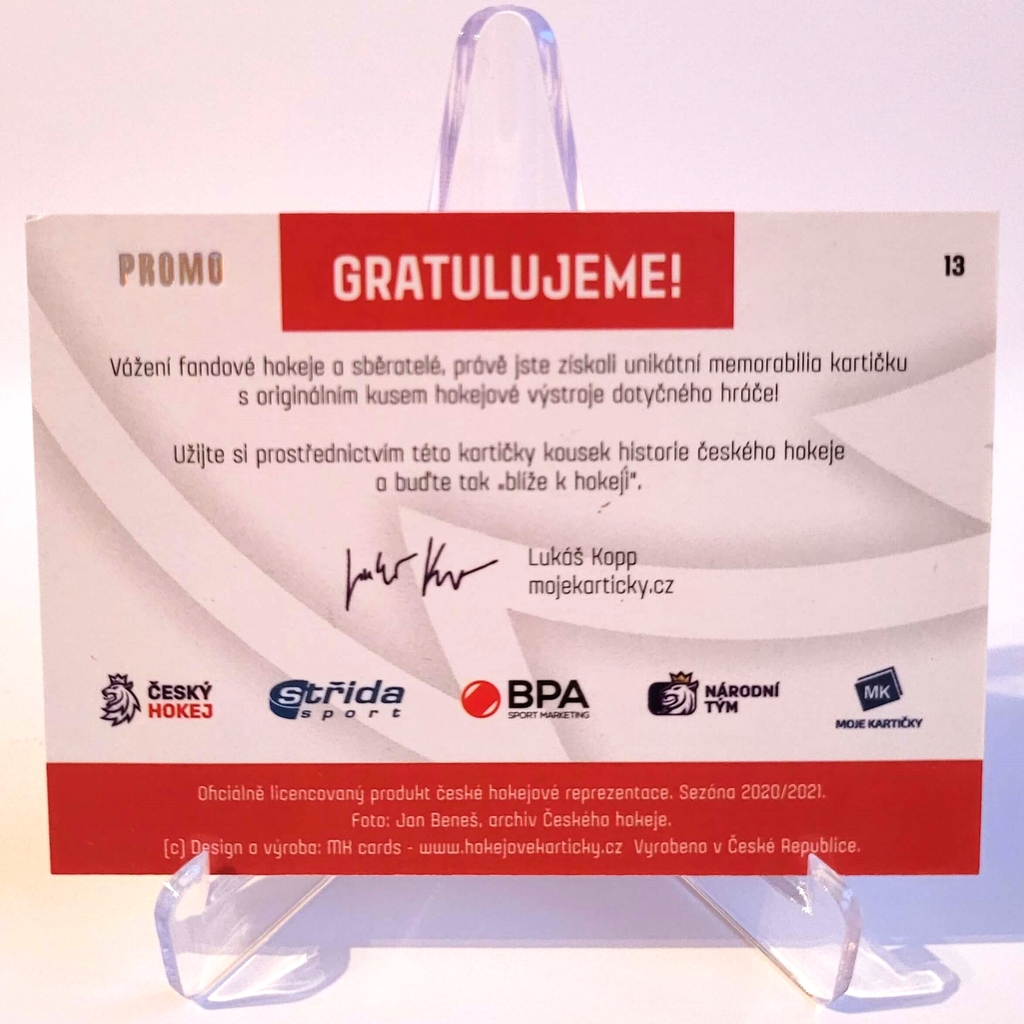 PROMO
GRATULUJEME!
13
Vážení fandové hokeje a sběratelé, právě jste získali unikátní memorabilia kartičku
s originálním kusem hokejové výstroje dotyčného hráče!
Užijte si prostřednictvím této kartičky kousek historie českého hokeje
a buďte tak „blíže k hokeji".
Lukáš Kopp
mojekarticky.cz
ČESKÝ
HOKEJ
střída
sport
BPA
SPORT MARKETING
NÁRODNÍ
TÝM
MK
MOJE KARTIČKY
Oficiálně licencovaný produkt české hokejové reprezentace. Sezóna 2020/2021.
Foto: Jan Beneš, archiv Českého hokeje.
(c) Design a výroba: MK cards - www.hokejovekarticky.cz Vyrobeno v České Republice.